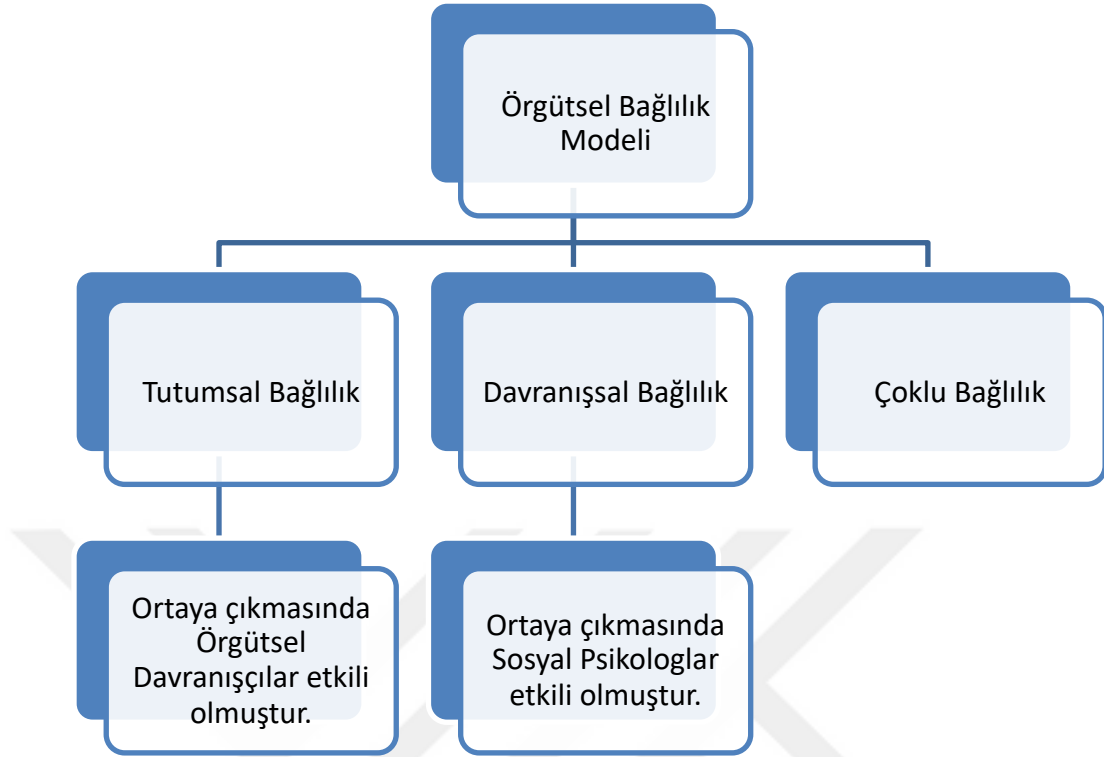 Örgütsel Bağlılık
Modeli
Tutumsal Bağlılık
Davranışsal Bağlılık
Çoklu Bağlılık
Ortaya çıkmasında
Örgütsel
Davranışçılar etkili
olmuştur.
Ortaya çıkmasında
Sosyal Psikologlar
etkili olmuştur.